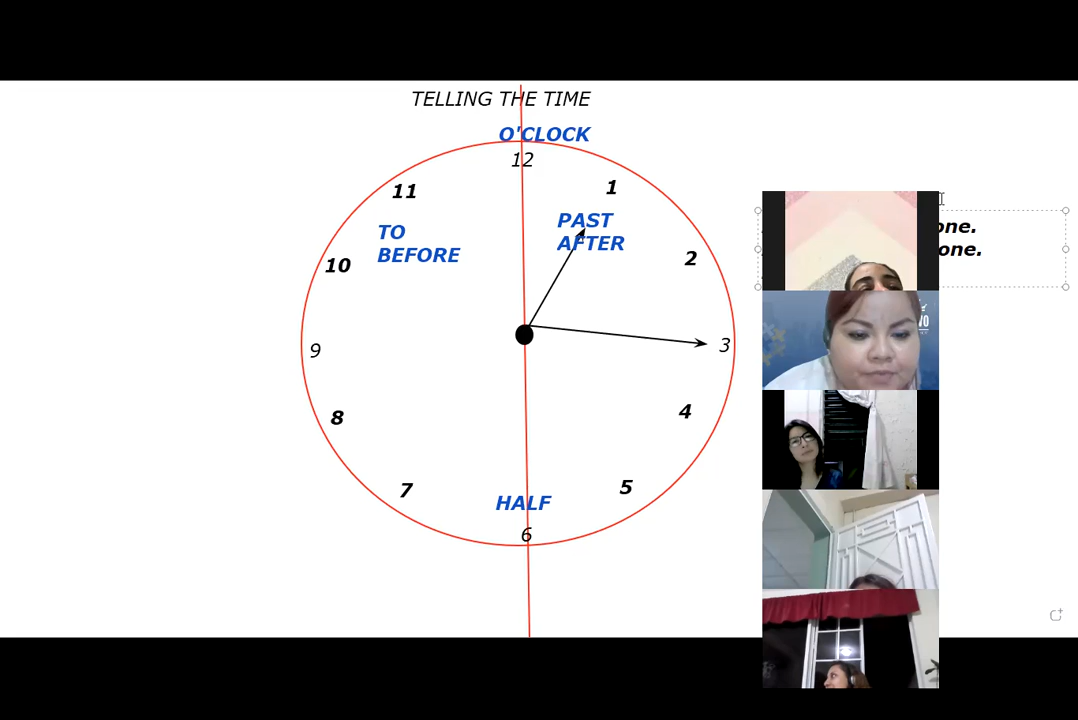 TELLING THE TIME
O'CLOCK
12
11
1
PAST
AFTER
TO
BEFORE
10
2
one.
one.
9
3
8
4
7
5
HALF
6